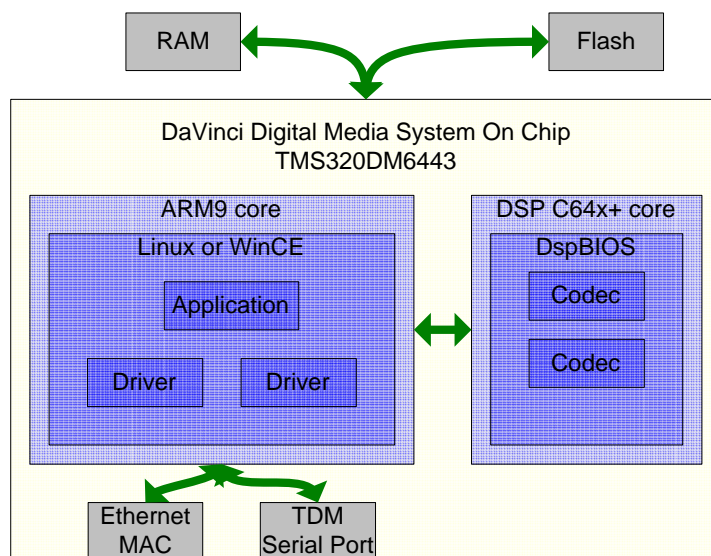 RAM
Flash
DaVinci Digital Media System On Chip
TMS320DM6443
ARM9 core
DSP C64x+ core
Linux or WinCE
DspBIOS
Application
Codec
Codec
Driver
Driver
Ethernet
MAC
TDM
Serial Port